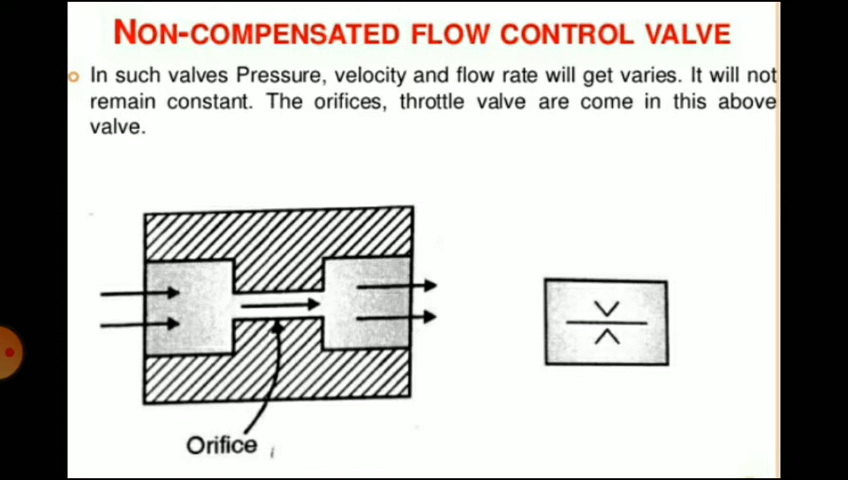 NON-COMPENSATED FLOW CONTROL VALVE
In such valves Pressure, velocity and flow rate will get varies. It will not
remain constant. The orifices, throttle valve are come in this above
valve.
Orifice